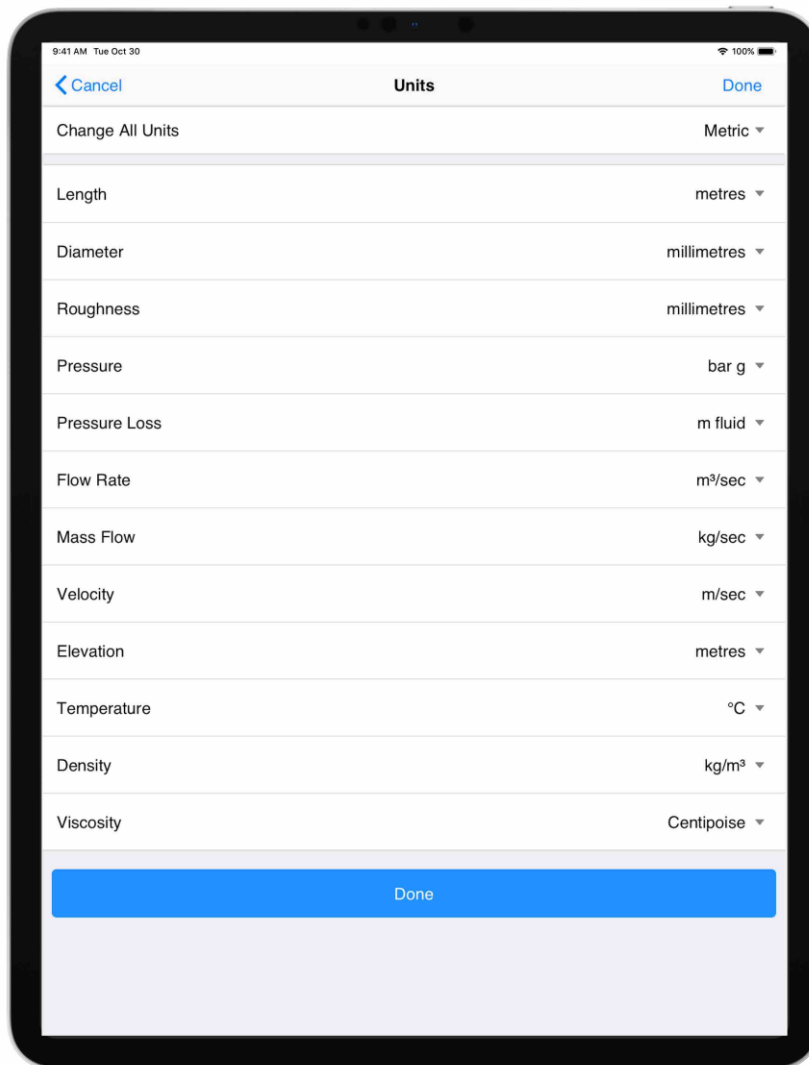 9:41 AM Tue Oct 30 100%
Cancel Units Done
Change All Units Metric
Length metres
Diameter millimetres
Roughness millimetres
Pressure bar g
Pressure Loss m fluid
Flow Rate m³/sec
Mass Flow kg/sec
Velocity m/sec
Elevation metres
Temperature °C
Density kg/m³
Viscosity Centipoise
Done